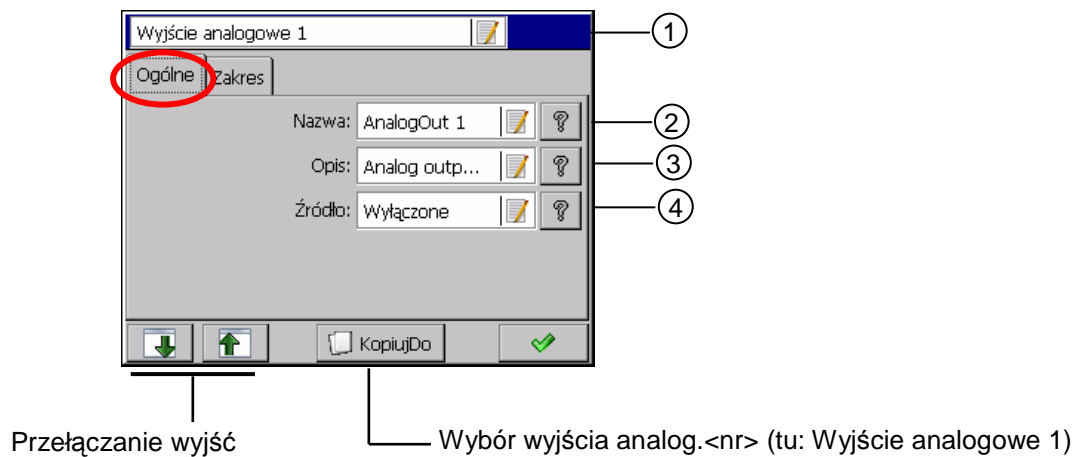 Wyjście analogowe 1
1
Ogólne Zakres
Nazwa: AnalogOut 1 ?
2
Opis: Analog outp... ?
3
Źródło: Wyłączone ?
4
KopiujDo
Przełączanie wyjść
Wybór wyjścia analog.<nr> (tu: Wyjście analogowe 1)